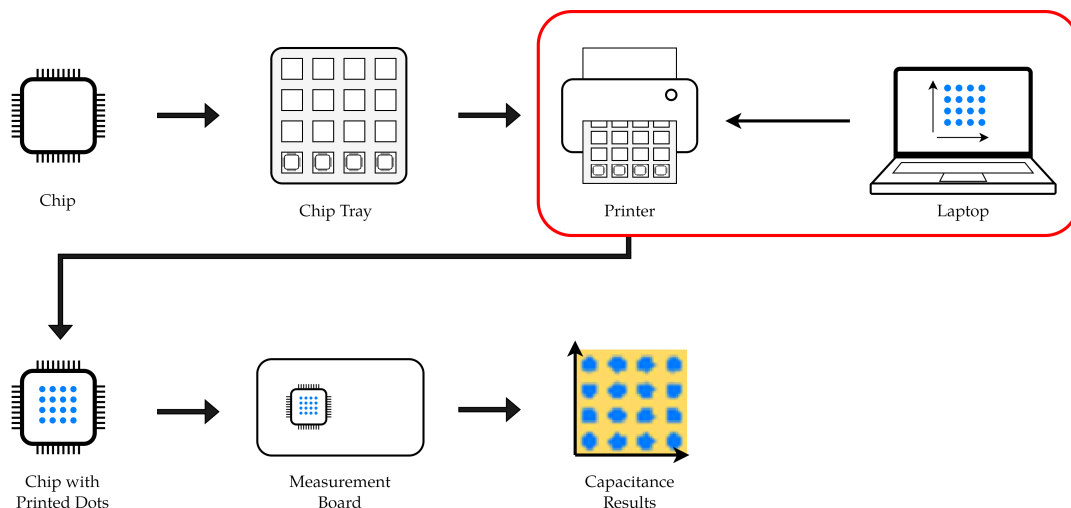 Chip
Chip Tray
Printer
Laptop
Chip with
Printed Dots
Measurement
Board
Capacitance
Results